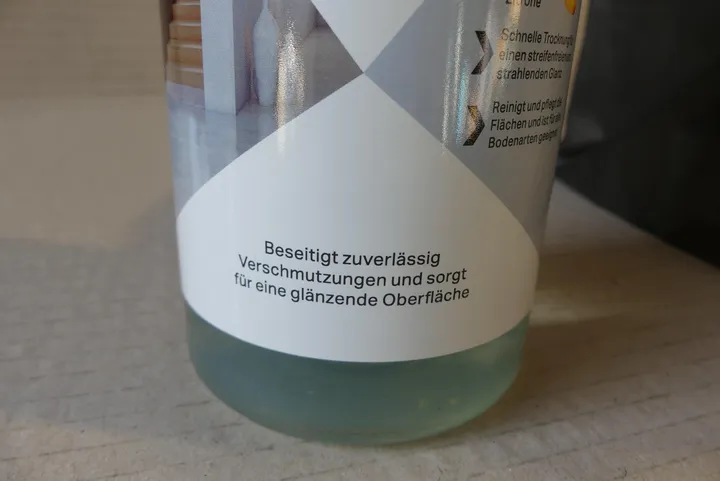 Zitrone
Schnelle Trocknung
einen streifenfreien
strahlenden Glanz
Reinigt und pflegt
Flächen und ist für
Bodenarten geeignet
Beseitigt zuverlässig
Verschmutzungen und sorgt
für eine glänzende Oberfläche